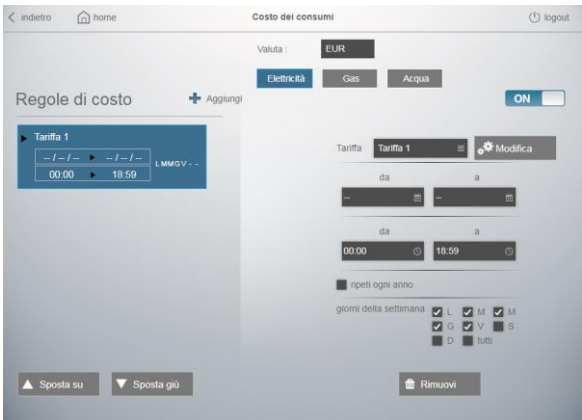 indietro home Costo dei consumi logout
Valuta : EUR
Elettricità Gas Acqua
Regole di costo Aggiungi ON
Tariffa 1
-- / -- / -- -- / -- / --
00:00 18:59 L M M G V - -
Tariffa Tariffa 1 Modifica
da a
-- --
da a
00:00 18:59
ripeti ogni anno
giorni della settimana L M M
G V S
D tutti
Sposta su Sposta giù Rimuovi